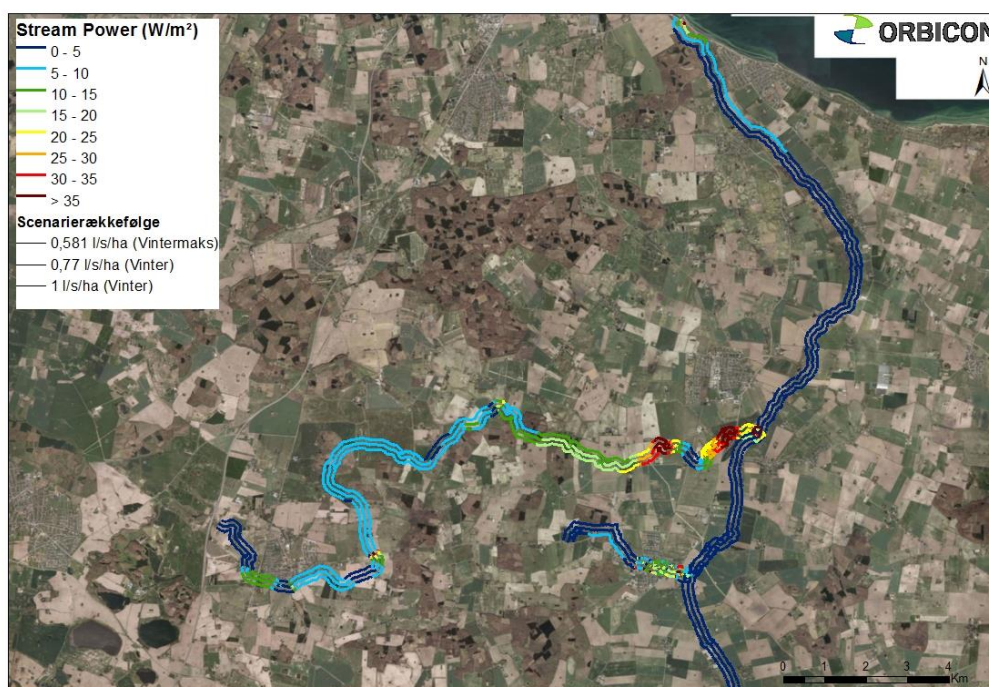 Stream Power (W/m²)
0 - 5
5 - 10
10 - 15
15 - 20
20 - 25
25 - 30
30 - 35
> 35
Scenarierækkefølge
0,581 l/s/ha (Vintermaks)
0,77 l/s/ha (Vinter)
1 l/s/ha (Vinter)
ORBICON
N
0 1 2 3 4
Km